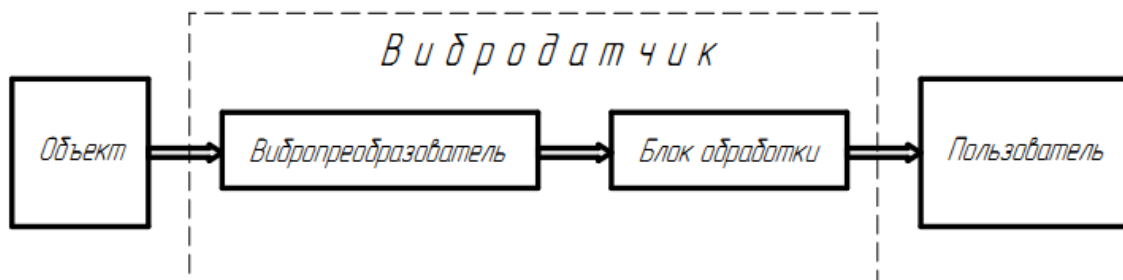 Вибродатчик
Объект
Вибропреобразователь
Блок обработки
Пользователь